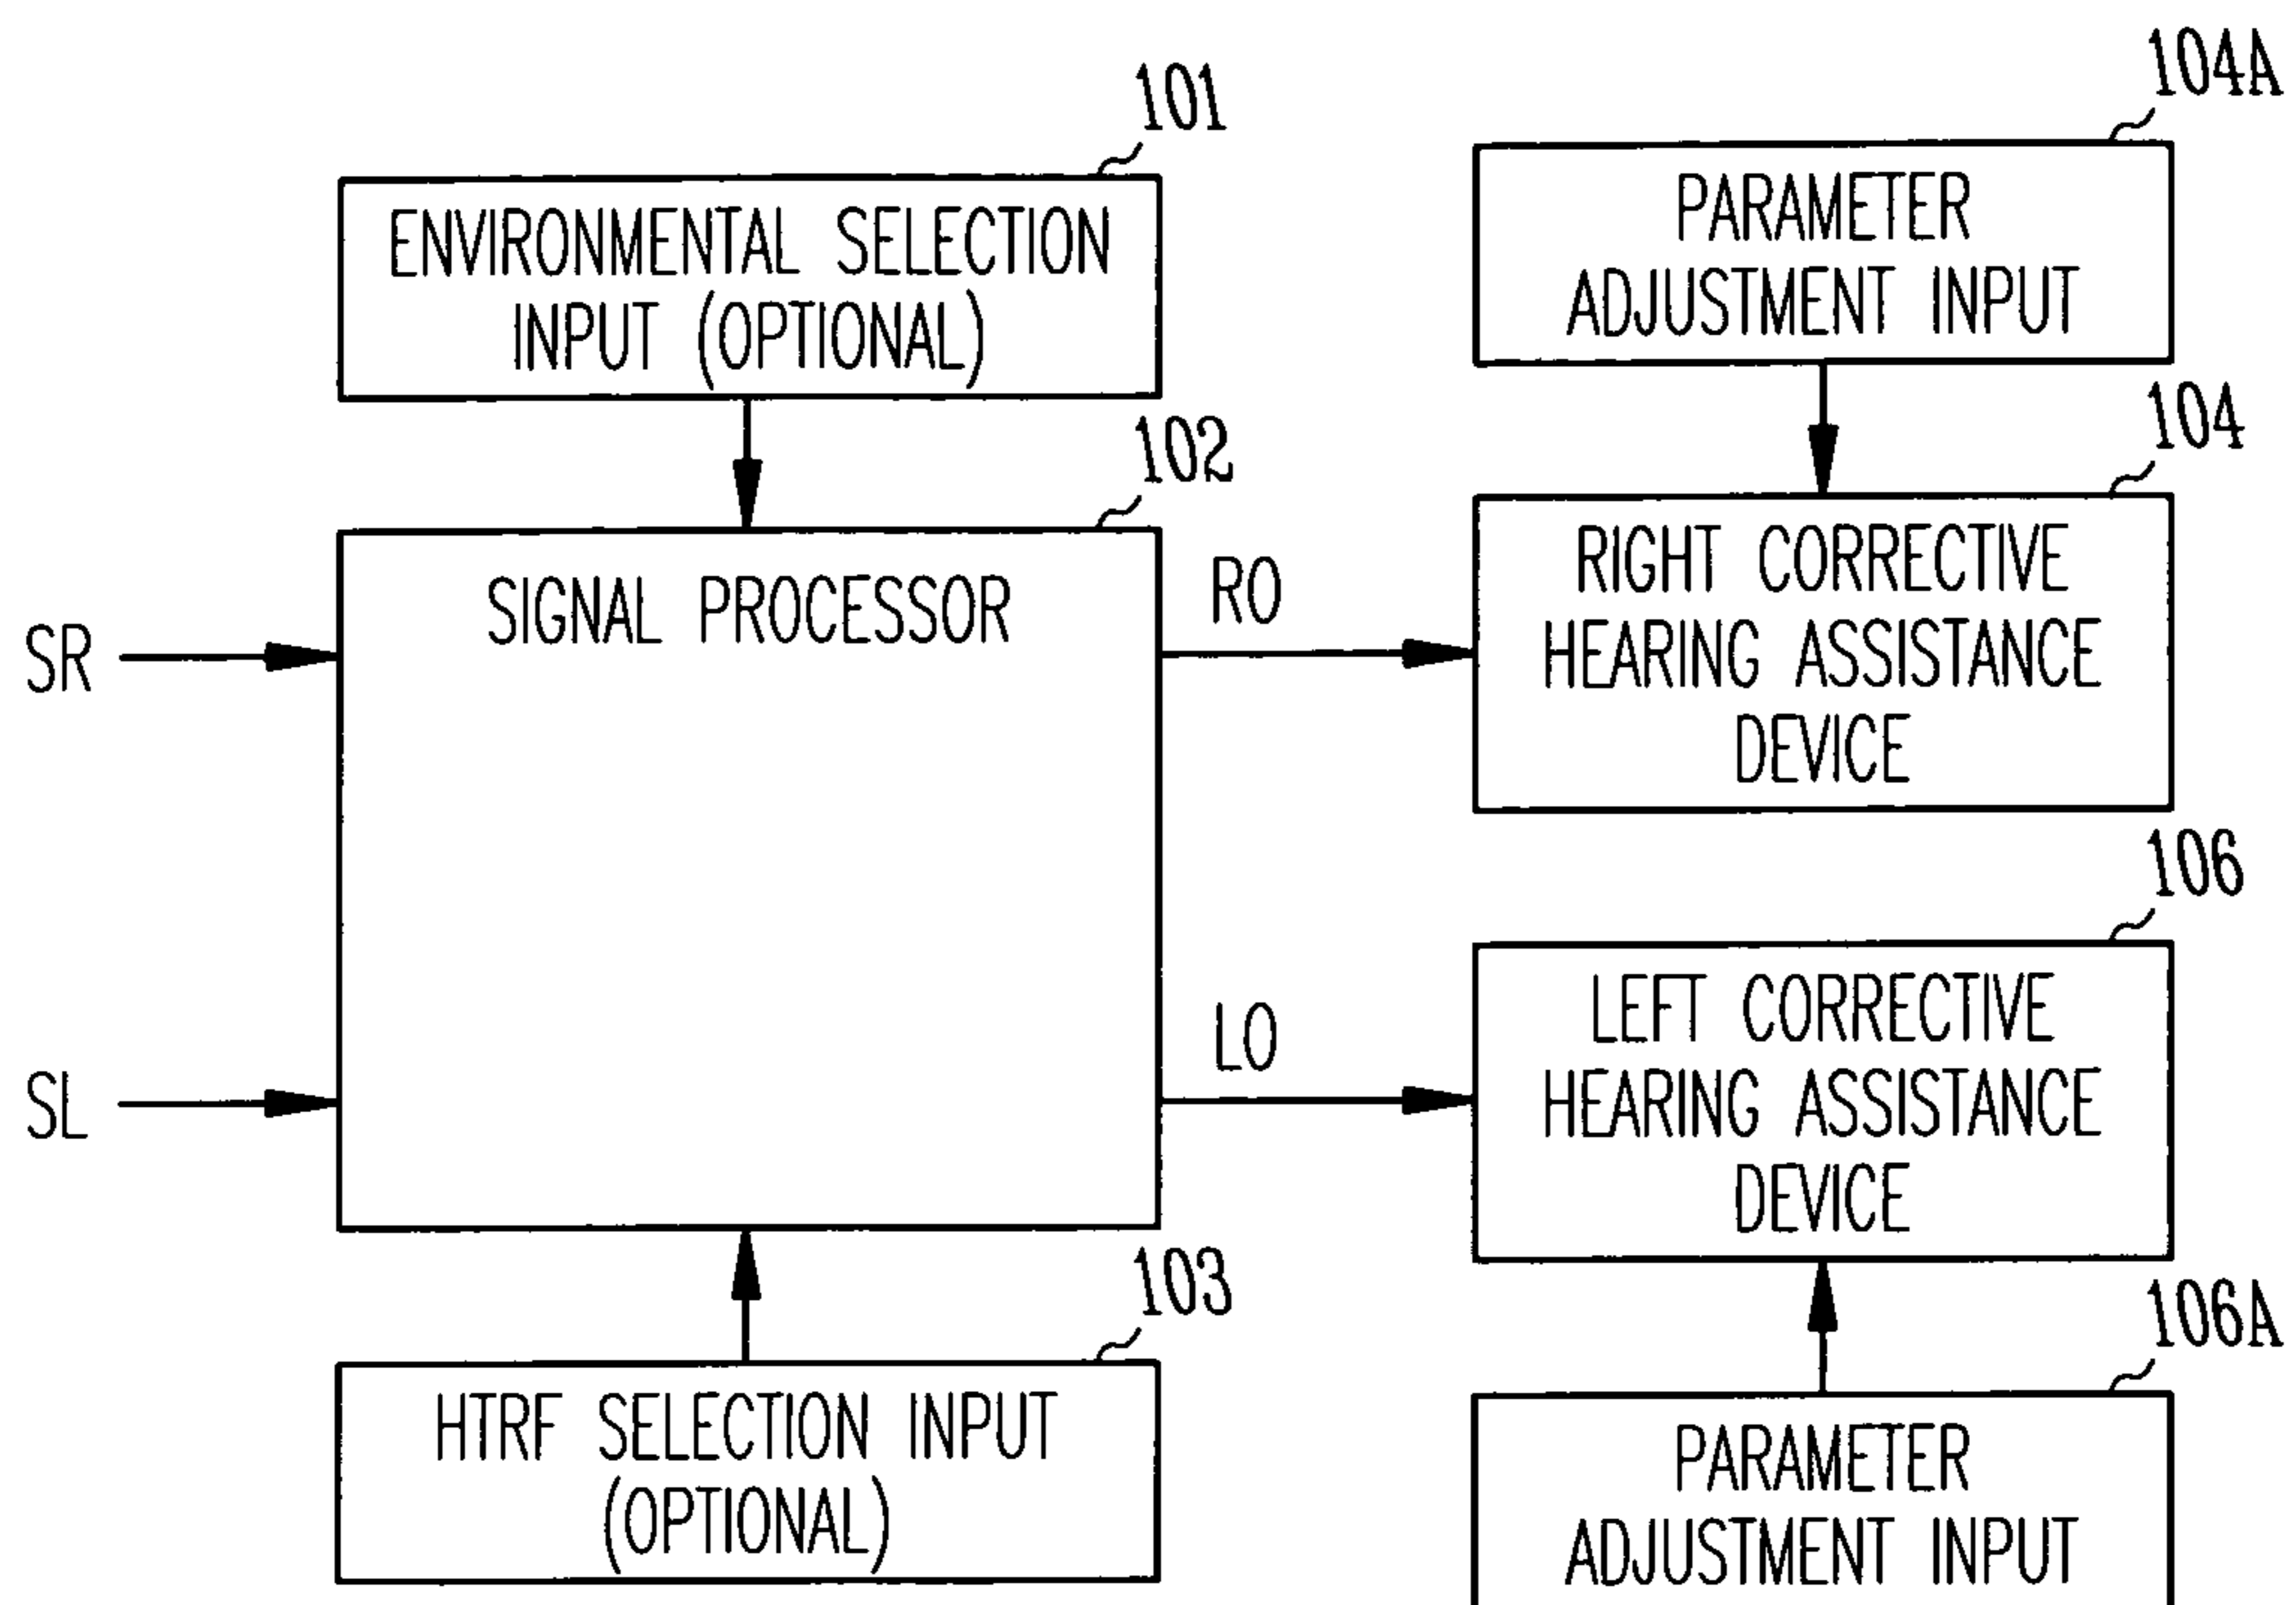 101
ENVIRONMENTAL SELECTION
INPUT (OPTIONAL)
104A
PARAMETER
ADJUSTMENT INPUT
102
SIGNAL PROCESSOR
SR
SL
RO
LO
104
RIGHT CORRECTIVE
HEARING ASSISTANCE
DEVICE
106
LEFT CORRECTIVE
HEARING ASSISTANCE
DEVICE
103
HTRF SELECTION INPUT
(OPTIONAL)
106A
PARAMETER
ADJUSTMENT INPUT